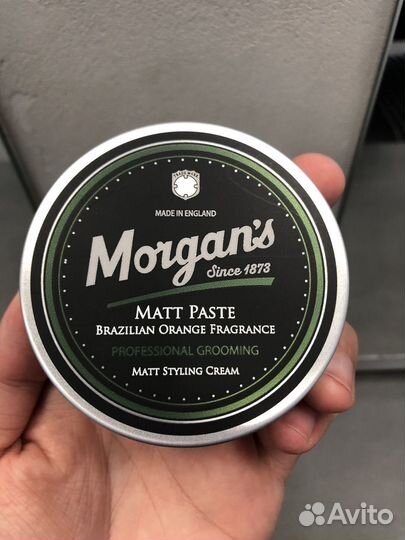 MADE IN ENGLAND
Morgan's
Since 1873
MATT PASTE
BRAZILIAN ORANGE FRAGRANCE
PROFESSIONAL GROOMING
MATT STYLING CREAM
Avito